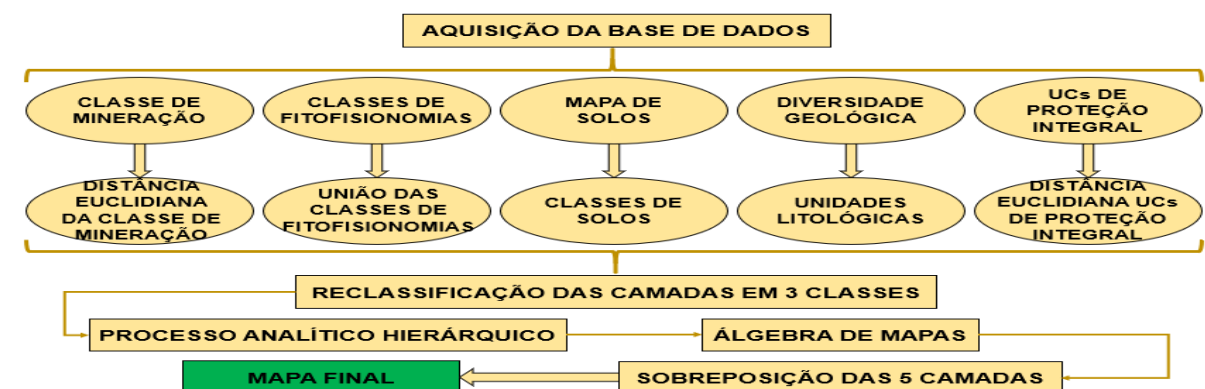 AQUISIÇÃO DA BASE DE DADOS
CLASSE DE
MINERAÇÃO
CLASSES DE
FITOFISIONOMIAS
MAPA DE
SOLOS
DIVERSIDADE
GEOLÓGICA
UCs DE
PROTEÇÃO
INTEGRAL
DISTÂNCIA
EUCLIDIANA
DA CLASSE DE
MINERAÇÃO
UNIÃO DAS
CLASSES DE
FITOFISIONOMIAS
CLASSES DE
SOLOS
UNIDADES
LITOLÓGICAS
DISTÂNCIA
EUCLIDIANA UCs
DE PROTEÇÃO
INTEGRAL
RECLASSIFICAÇÃO DAS CAMADAS EM 3 CLASSES
PROCESSO ANALÍTICO HIERÁRQUICO
ÁLGEBRA DE MAPAS
MAPA FINAL
SOBREPOSIÇÃO DAS 5 CAMADAS